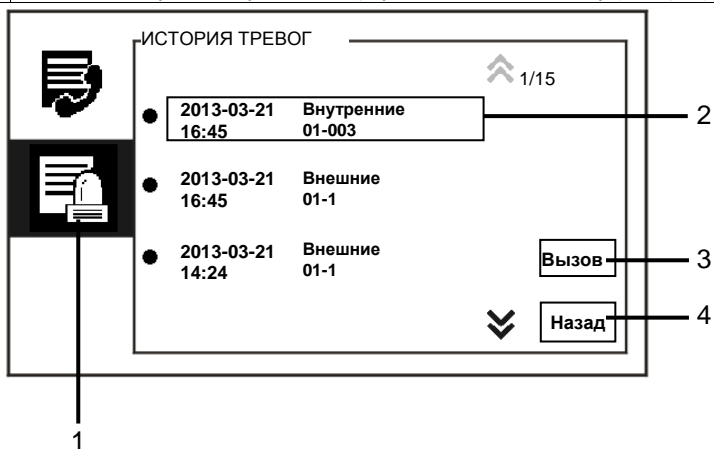 ИСТОРИЯ ТРЕВОГ
1/15
2013-03-21 Внутренние
16:45 01-003
2
2013-03-21 Внешние
16:45 01-1
2013-03-21 Внешние
14:24 01-1
Вызов
3
Назад
4
1